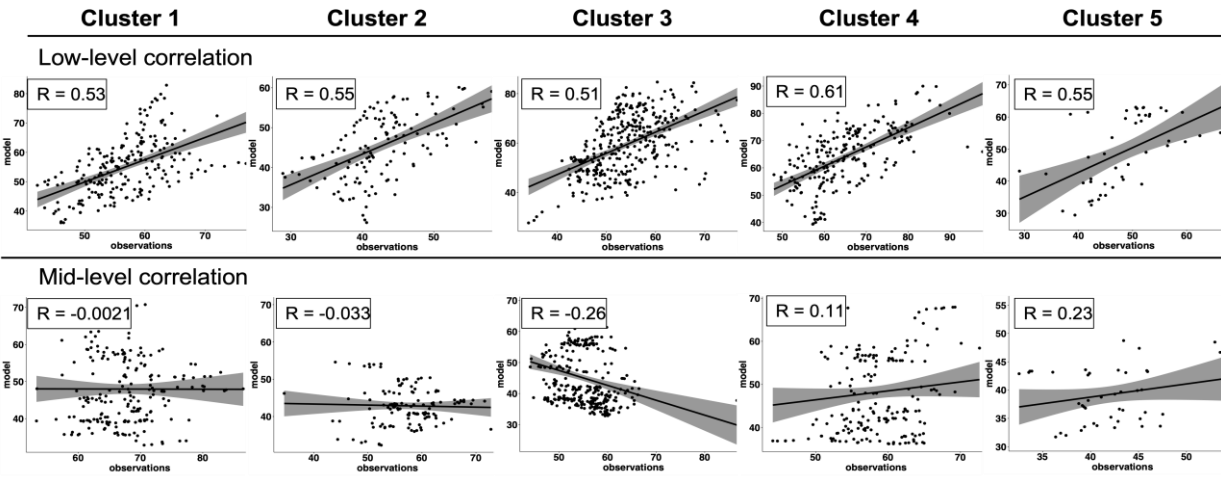 Cluster 1 Cluster 2 Cluster 3 Cluster 4 Cluster 5
Low-level correlation
R = 0.53 R = 0.55 R = 0.51 R = 0.61 R = 0.55
80 70 60 50 40
model
50 60 70
observations
60 50 40 30
model
30 40 50
observations
80 60 40
model
40 50 60 70
observations
90 80 70 60 50 40
model
50 60 70 80 90
observations
70 60 50 40 30
model
30 40 50 60
observations
Mid-level correlation
R = -0.0021 R = -0.033 R = -0.26 R = 0.11 R = 0.23
70 60 50 40
model
60 70 80
observations
70 60 50 40
model
40 50 60 70
observations
70 60 50 40 30
model
50 60 70 80
observations
70 60 50 40
model
50 60 70
observations
55 50 45 40 35 30
model
35 40 45 50
observations